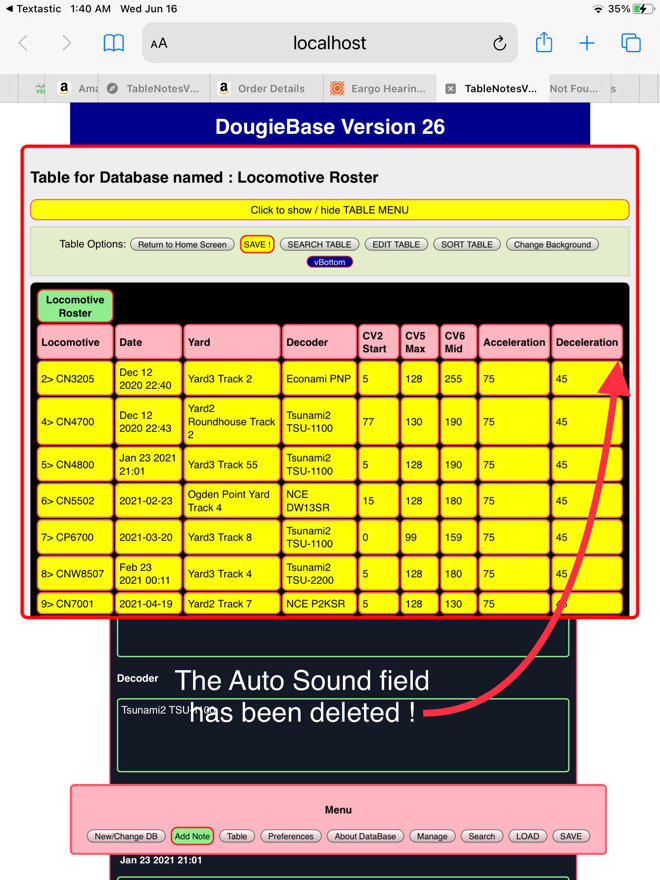 Textastic 1:40 AM Wed Jun 16 35%
AA localhost
Ama
TableNotesV... Order Details Eargo Hearin... TableNotesV... Not Fou... s
DougieBase Version 26
Table for Database named : Locomotive Roster
Click to show / hide TABLE MENU
Table Options: Return to Home Screen SAVE ! SEARCH TABLE EDIT TABLE SORT TABLE Change Background
vBottom
Locomotive
Roster
Locomotive Date Yard Decoder CV2 Start CV5 Max CV6 Mid Acceleration Deceleration
2> CN3205 Dec 12 2020 22:40 Yard3 Track 2 Econami PNP 5 128 255 75 45
4> CN4700 Dec 12 2020 22:43 Yard2 Roundhouse Track 2 Tsunami2 TSU-1100 77 130 190 75 45
5> CN4800 Jan 23 2021 21:01 Yard3 Track 55 Tsunami2 TSU-1100 5 128 190 75 45
6> CN5502 2021-02-23 Ogden Point Yard Track 4 NCE DW13SR 15 128 180 75 45
7> CP6700 2021-03-20 Yard3 Track 8 Tsunami2 TSU-1100 0 99 159 75 45
8> CNW8507 Feb 23 2021 00:11 Yard3 Track 4 Tsunami2 TSU-2200 5 128 180 75 45
9> CN7001 2021-04-19 Yard2 Track 7 NCE P2KSR 5 128 130 75 45
Decoder
The Auto Sound field
has been deleted !
Tsunami2 TSU-1100
Menu
New/Change DB Add Note Table Preferences About DataBase Manage Search LOAD SAVE
Jan 23 2021 21:01